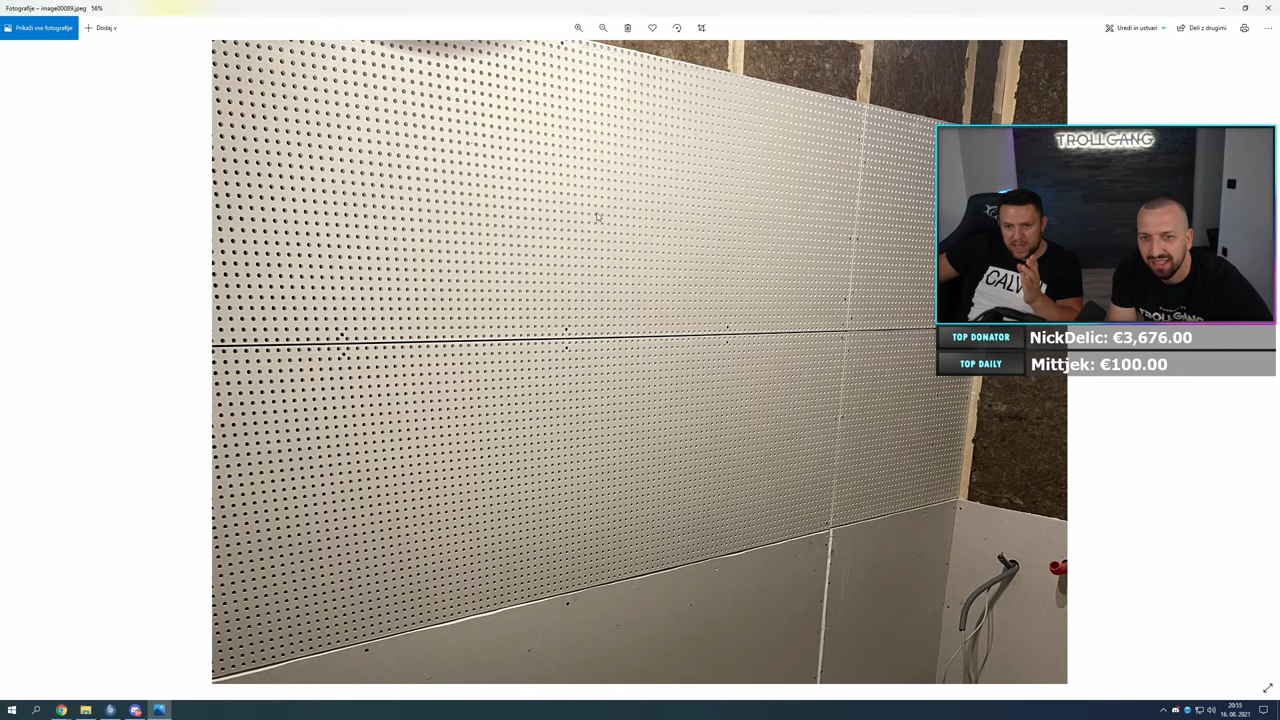 Fotografije – image00089.jpeg 56%
Prikaži vse fotografije
Dodaj v
Uredi in ustvari
Deli z drugimi
TROLLGANG
CALV
TROLLGANG
TOP DONATOR NickDelic: €3,676.00
TOP DAILY Mittjek: €100.00
20:55
16. 08. 2021